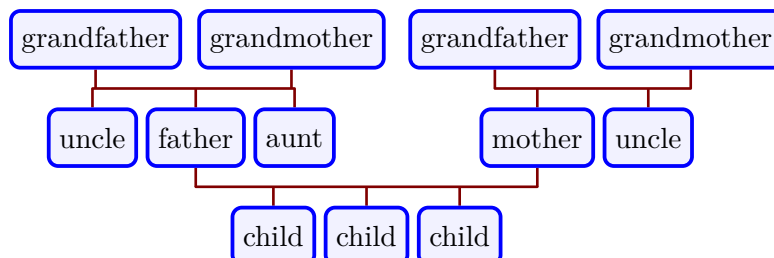 grandfather grandmother grandfather grandmother
uncle father aunt mother uncle
child child child